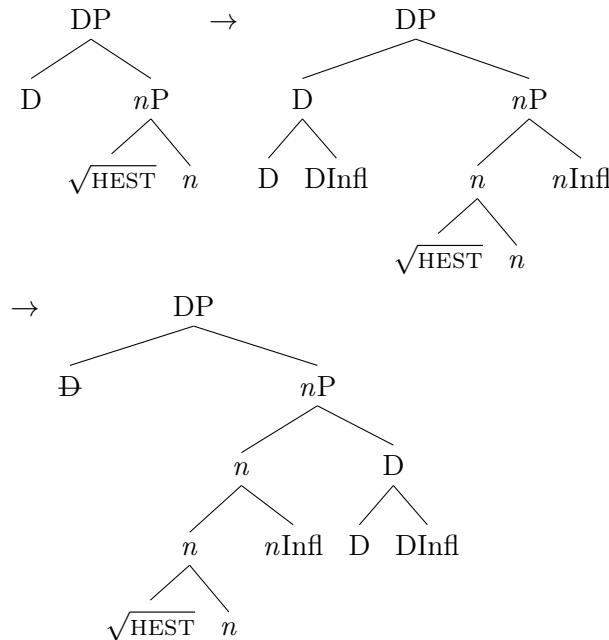 DP → DP
D nP D nP
√HEST n D DInfl n nInfl
√HEST n
→ DP
D nP
n D
n nInfl D DInfl
√HEST n